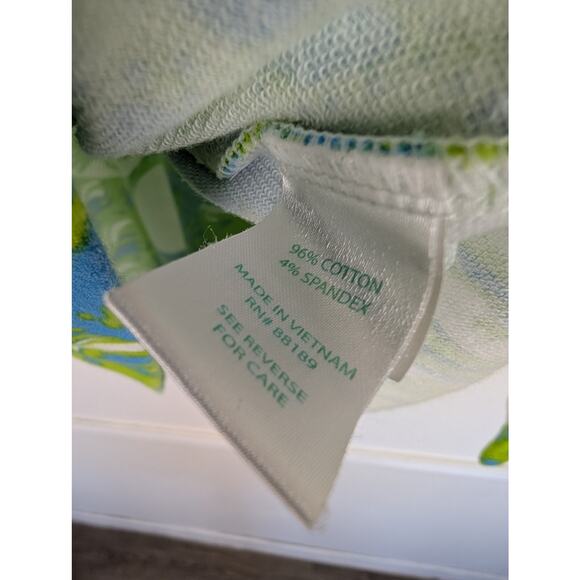 96% COTTON
4% SPANDEX
MADE IN VIETNAM
RN# 88189
SEE REVERSE
FOR CARE